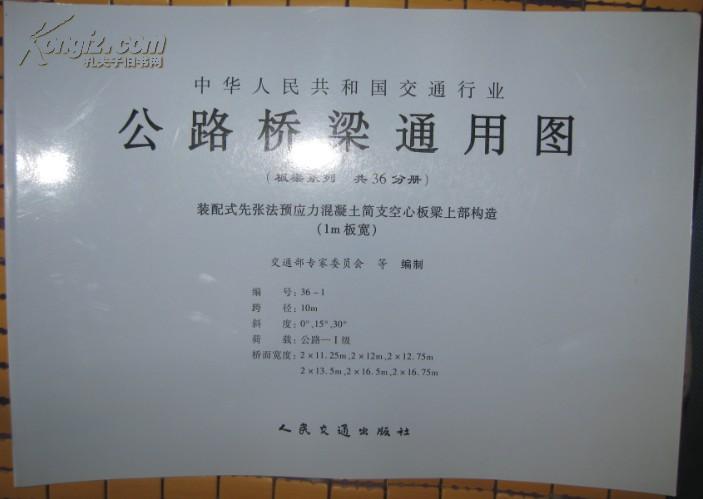 Kongfz.com
孔夫子旧书网
中华人民共和国交通行业
公路桥梁通用图
(板梁系列 共36分册)
装配式先张法预应力混凝土简支空心板梁上部构造
(1m板宽)
交通部专家委员会 等 编制
编 号:36-1
跨 径:10m
斜 度:0°,15°,30°
荷 载:公路—Ⅰ级
桥面宽度:2×11.25m,2×12m,2×12.75m
2×13.5m,2×16.5m,2×16.75m
人民交通出版社